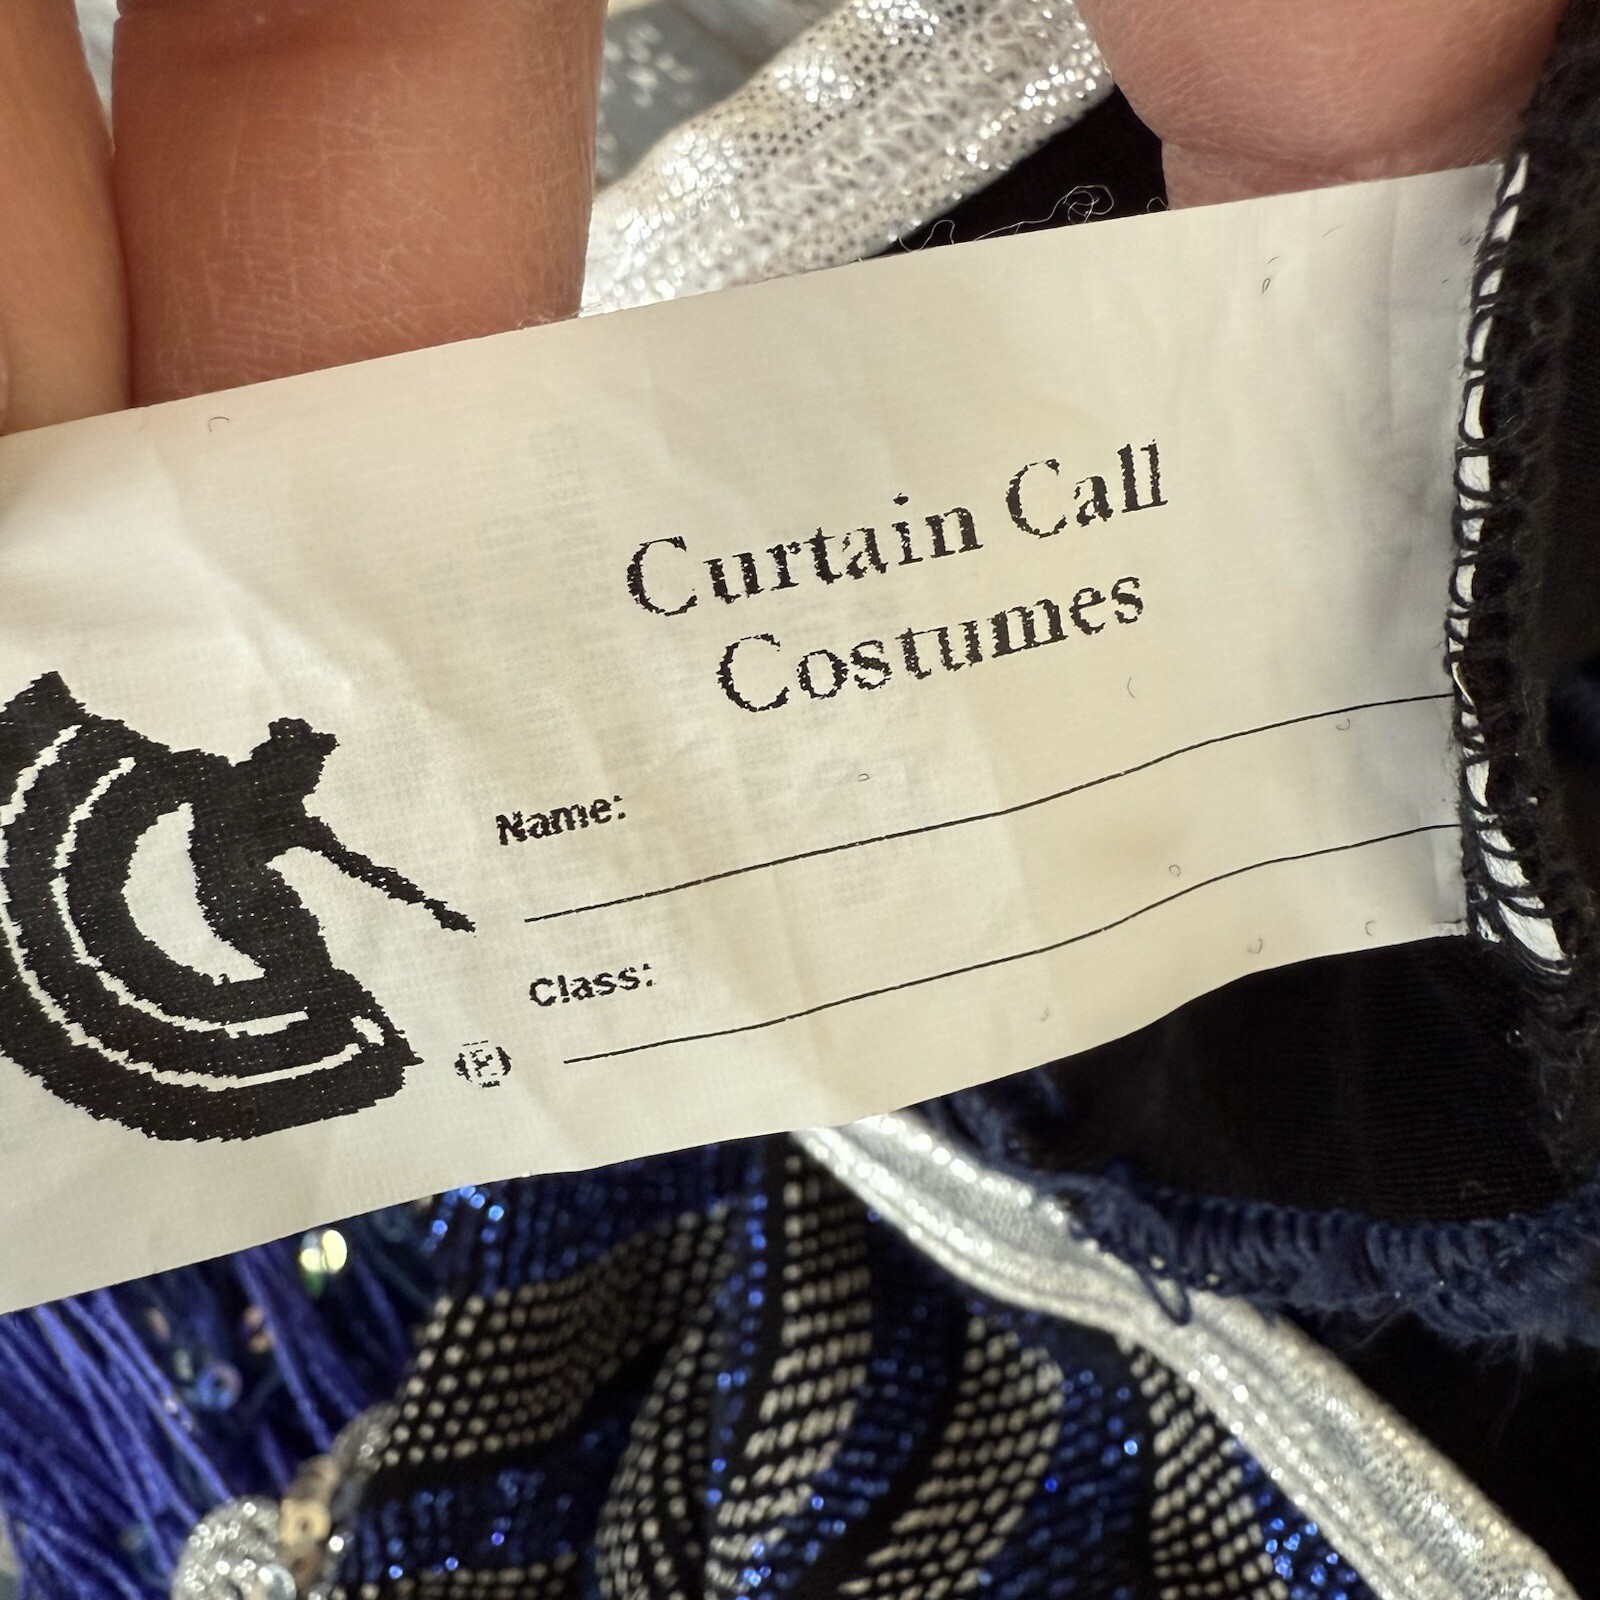 Curtain Call
Costumes
Name:
Class:
®